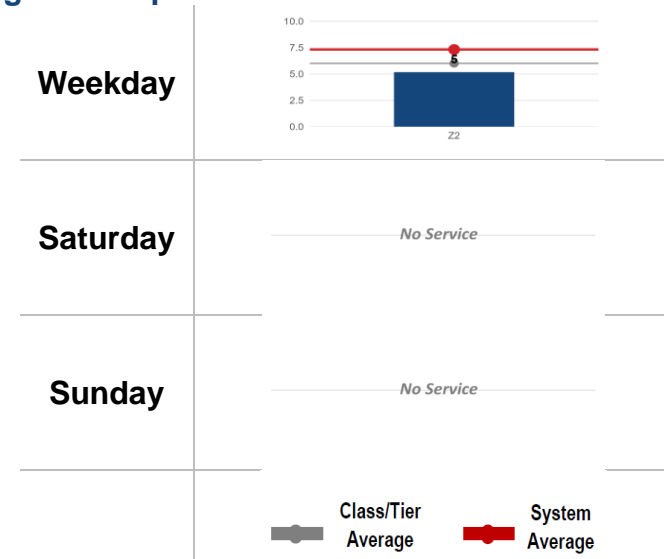 Weekday
10.0
7.5
5.0
2.5
0.0
5
Z2
Saturday
No Service
Sunday
No Service
Class/Tier
Average
System
Average